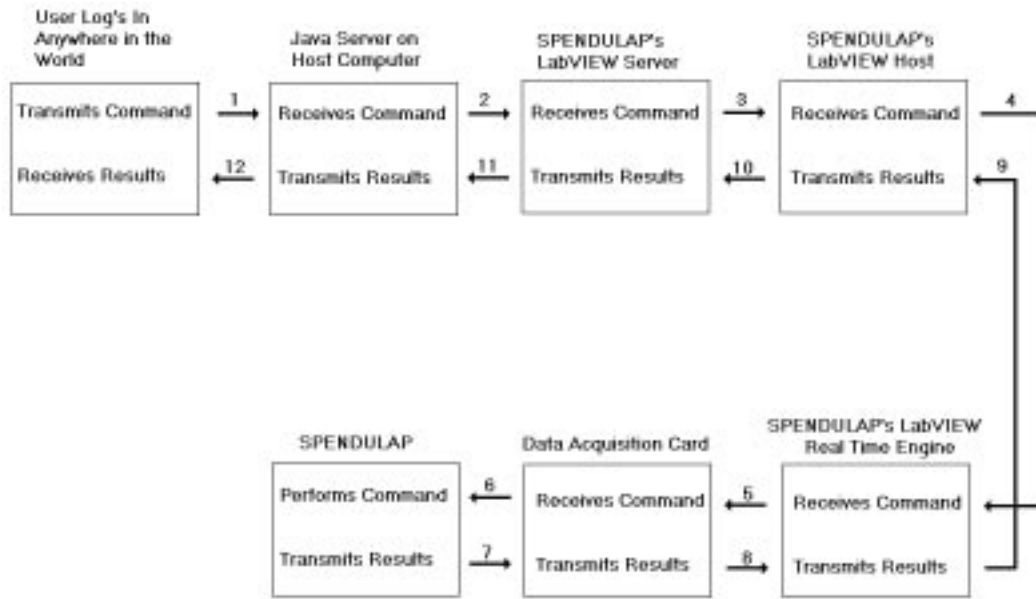 User Log's In
Anywhere in the
World
Java Server on
Host Computer
SPENDULAP's
LabVIEW Server
SPENDULAP's
LabVIEW Host
Transmits Command
1
Receives Command
2
Receives Command
3
Receives Command
4
Receives Results
12
Transmits Results
11
Transmits Results
10
Transmits Results
9
SPENDULAP
Data Acquisition Card
SPENDULAP's LabVIEW
Real Time Engine
Performs Command
6
Receives Command
5
Receives Command
Transmits Results
7
Transmits Results
8
Transmits Results